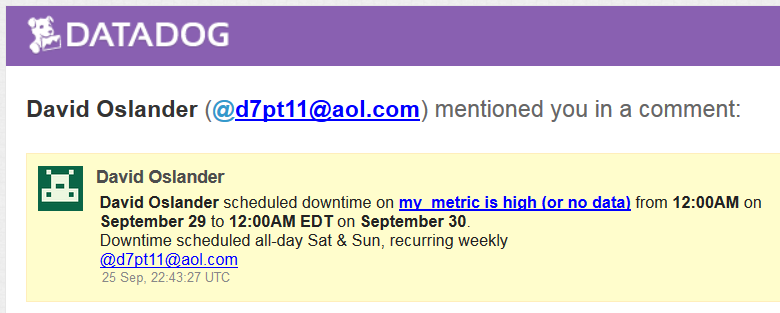 DATADOG
David Oslander (@d7pt11@aol.com) mentioned you in a comment:
David Oslander
David Oslander scheduled downtime on my_metric is high (or no data) from 12:00AM on
September 29 to 12:00AM EDT on September 30.
Downtime scheduled all-day Sat & Sun, recurring weekly
@d7pt11@aol.com
25 Sep, 22:43:27 UTC